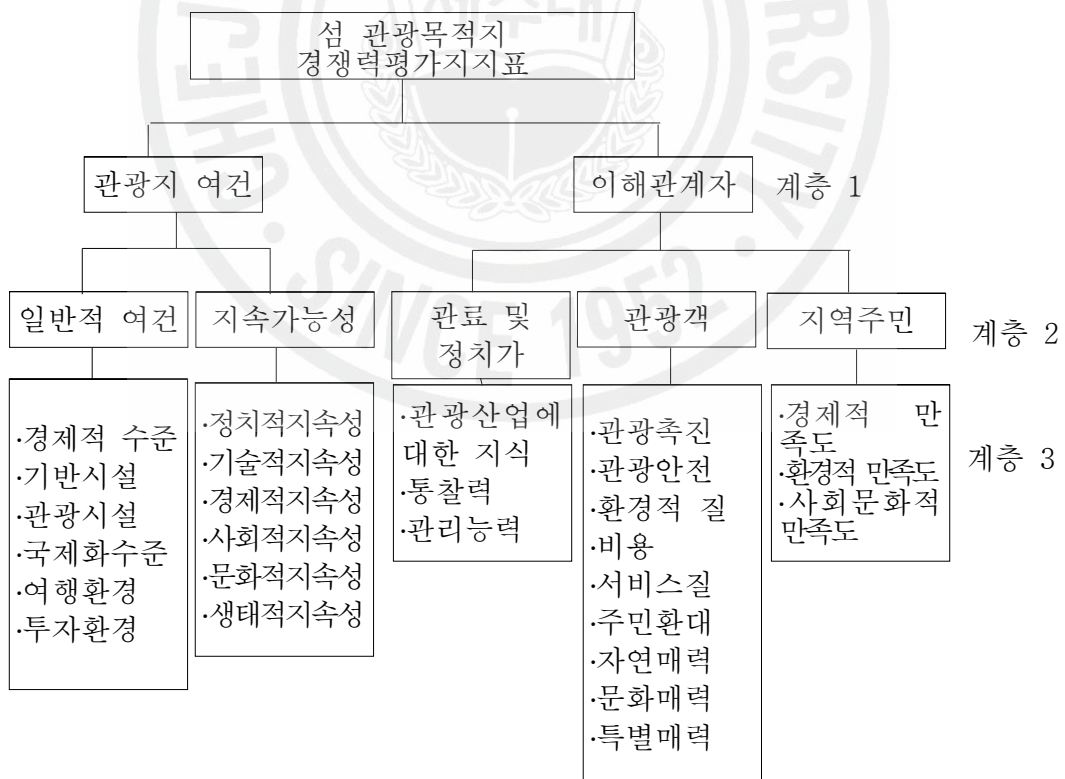 섬 관광목적지
경쟁력평가지지표
관광지 여건
이해관계자
계층 1
일반적 여건
지속가능성
관료 및
정치가
관광객
지역주민
계층 2
·경제적 수준
·기반시설
·관광시설
·국제화수준
·여행환경
·투자환경
·정치적지속성
·기술적지속성
·경제적지속성
·사회적지속성
·문화적지속성
·생태적지속성
·관광산업에
대한 지식
·통찰력
·관리능력
·관광촉진
·관광안전
·환경적 질
·비용
·서비스질
·주민환대
·자연매력
·문화매력
·특별매력
·경제적 만
족도
·환경적 만족도
·사회문화적
만족도
계층 3
SINCE 1952